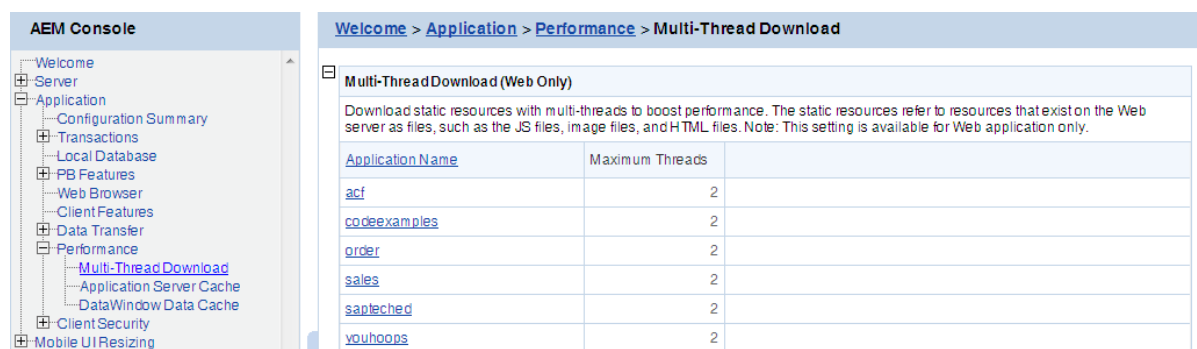 AEM Console
Welcome
Server
Application
Configuration Summary
Transactions
Local Database
PB Features
Web Browser
Client Features
Data Transfer
Performance
Multi-Thread Download
Application Server Cache
DataWindow Data Cache
Client Security
Mobile UI Resizing
Welcome > Application > Performance > Multi-Thread Download
Multi-Thread Download (Web Only)
Download static resources with multi-threads to boost performance. The static resources refer to resources that exist on the Web
server as files, such as the JS files, image files, and HTML files. Note: This setting is available for Web application only.
Application Name Maximum Threads
acf 2
codeexamples 2
order 2
sales 2
sapteched 2
youhoops 2